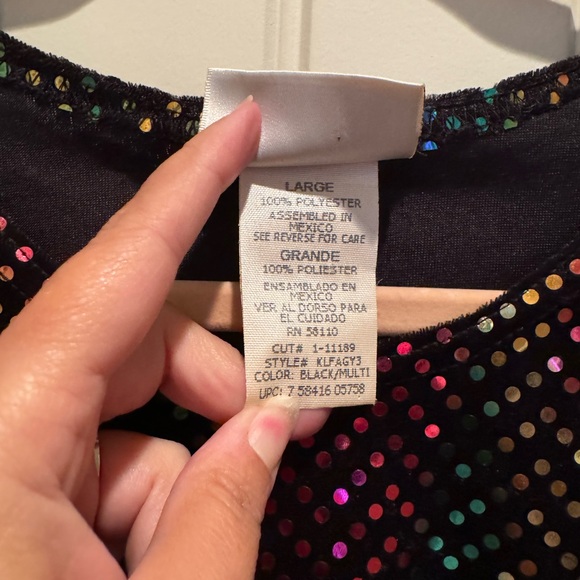 LARGE
100% POLYESTER
ASSEMBLED IN
MEXICO
SEE REVERSE FOR CARE
GRANDE
100% POLIESTER
ENSAMBLADO EN
MEXICO
VER AL DORSO PARA
EL CUIDADO
RN 58110
CUT# 1-11189
STYLE# KLFAGY3
COLOR: BLACK/MULTI
UPC: 7 58416 05758